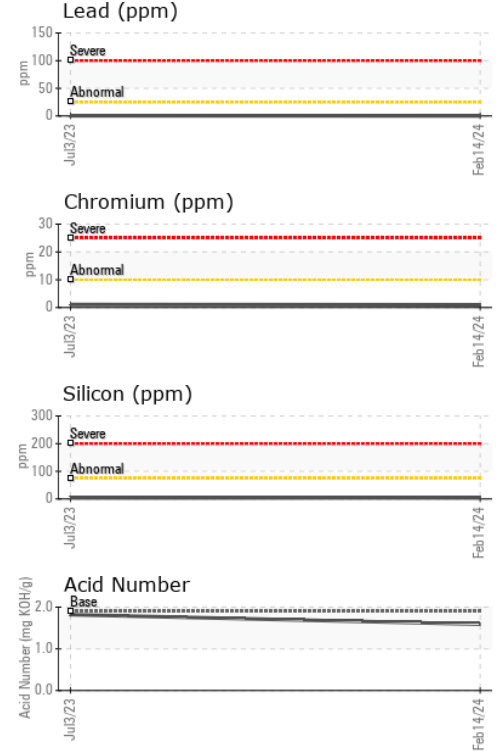 Lead (ppm)
150
Severe
100
ppm
50
Abnormal
0
Jul3/23
Feb14/24
Chromium (ppm)
30
Severe
20
ppm
Abnormal
10
0
Jul3/23
Feb14/24
Silicon (ppm)
300
Severe
200
ppm
Abnormal
100
0
Jul3/23
Feb14/24
Acid Number
Base
2.0
Acid Number (mg KOH/g)
1.0
0.0
Jul3/23
Feb14/24